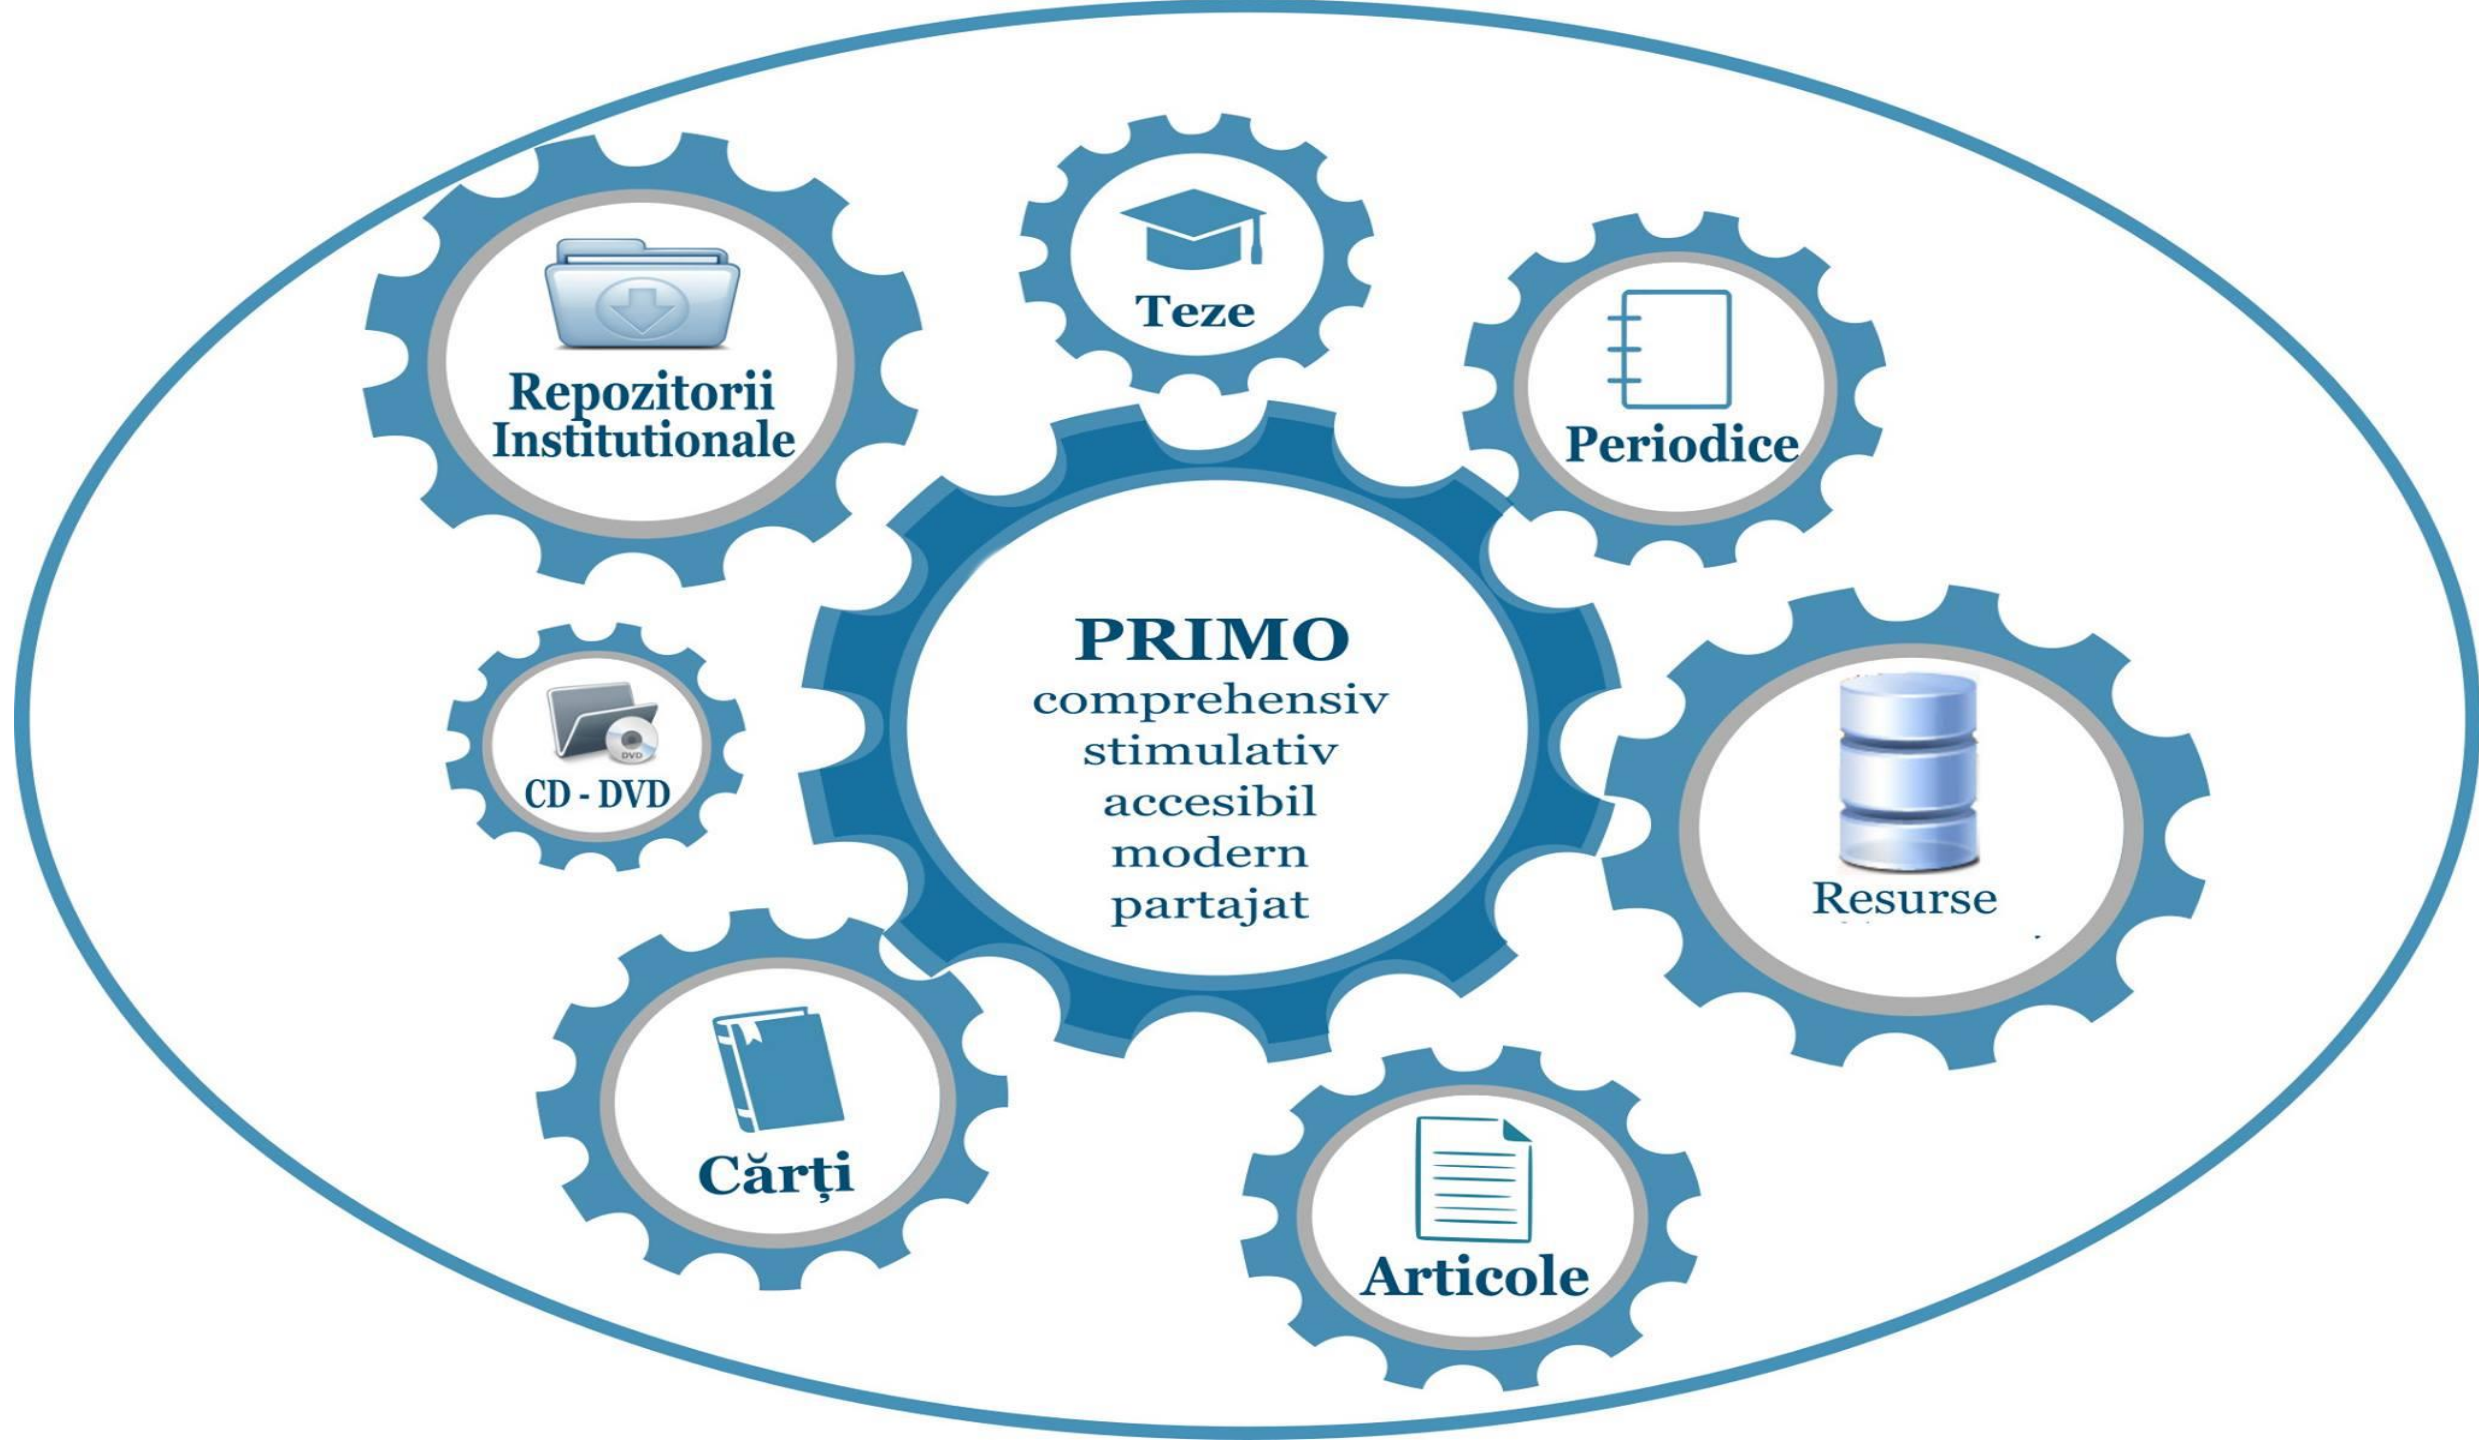 Teze
Repozitorii
Institutionale
Periodice
PRIMO
comprehensiv
stimulativ
accesibil
modern
partajat
CD - DVD
DVD
Resurse
Cărți
Articole